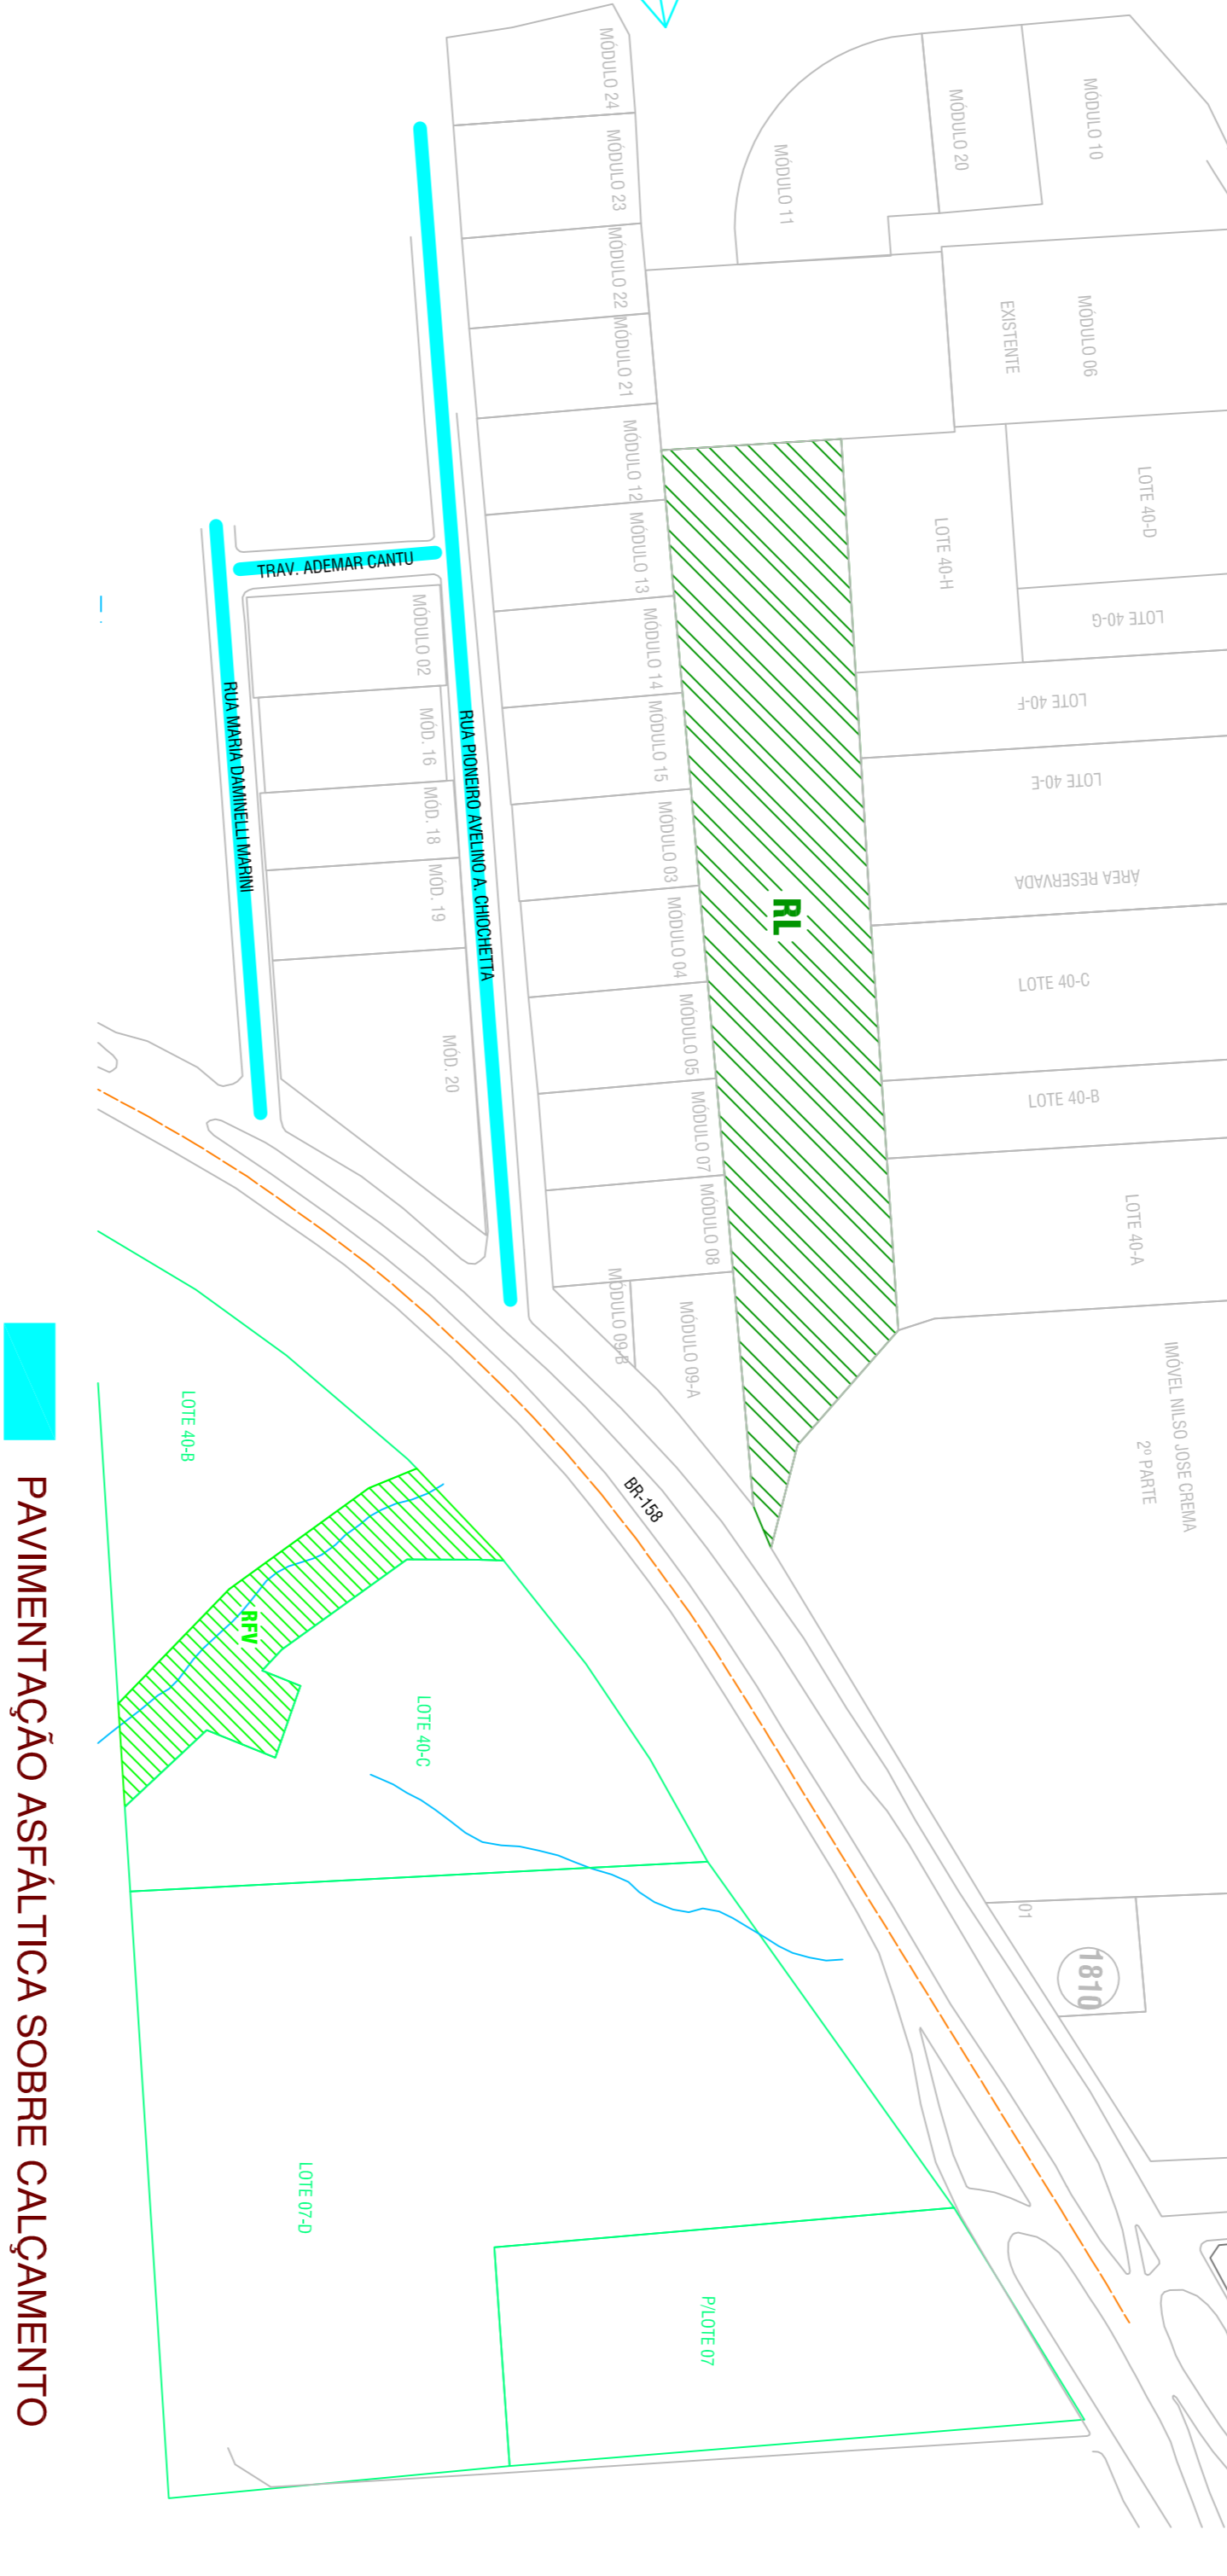 MÓDULO 24
MÓDULO 23
MÓDULO 22
MÓDULO 21
MÓDULO 12
MÓDULO 13
MÓDULO 14
MÓDULO 15
MÓDULO 03
MÓDULO 04
MÓDULO 05
MÓDULO 07
MÓDULO 08
MÓDULO 09-B
MÓDULO 09-A
MÓDULO 11
MÓDULO 20
MÓDULO 10
EXISTENTE
MÓDULO 06
LOTE 40-H
LOTE 40-D
LOTE 40-G
LOTE 40-F
LOTE 40-E
ÁREA RESERVADA
LOTE 40-C
LOTE 40-B
LOTE 40-A
IMÓVEL NILSO JOSE CREMA
2º PARTE
RL
TRAV. ADEMAR CANTU
RUA MARIA DAMINELLI MARINI
RUA PIONEIRO AVELINO A. CHIOCHETTA
MÓDULO 02
MÓD. 16
MÓD. 18
MÓD. 19
MÓD. 20
BR-158
LOTE 40-B
RFV
LOTE 40-C
01
1810
LOTE 07-D
P/LOTE 07
PAVIMENTAÇÃO ASFÁLTICA SOBRE CALÇAMENTO